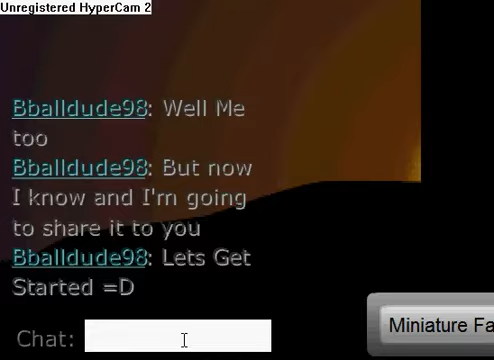 Unregistered HyperCam 2
Bballdude98: Well Me
too
Bballdude98: But now
I know and I'm going
to share it to you
Bballdude98: Lets Get
Started =D
Chat:
Miniature Fa